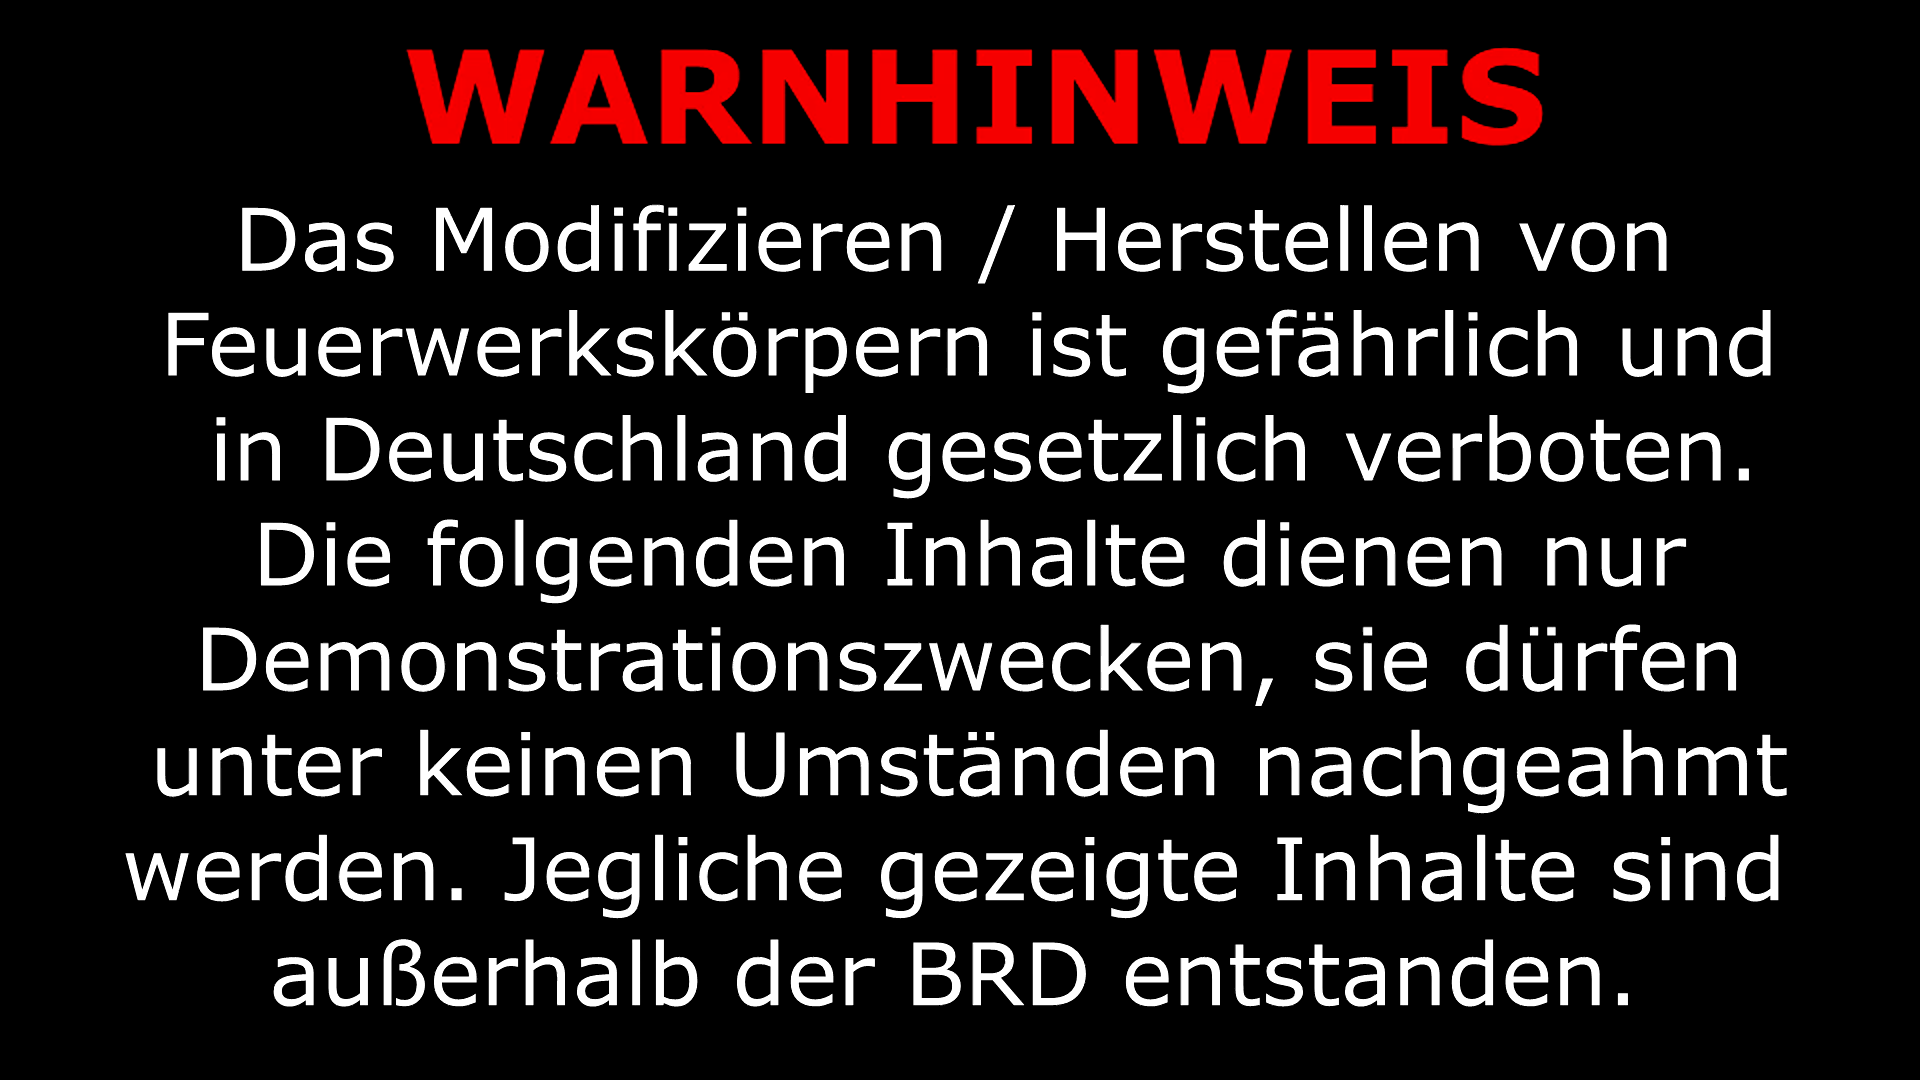 WARNHINWEIS
Das Modifizieren / Herstellen von
Feuerwerkskörpern ist gefährlich und
in Deutschland gesetzlich verboten.
Die folgenden Inhalte dienen nur
Demonstrationszwecken, sie dürfen
unter keinen Umständen nachgeahmt
werden. Jegliche gezeigte Inhalte sind
außerhalb der BRD entstanden.